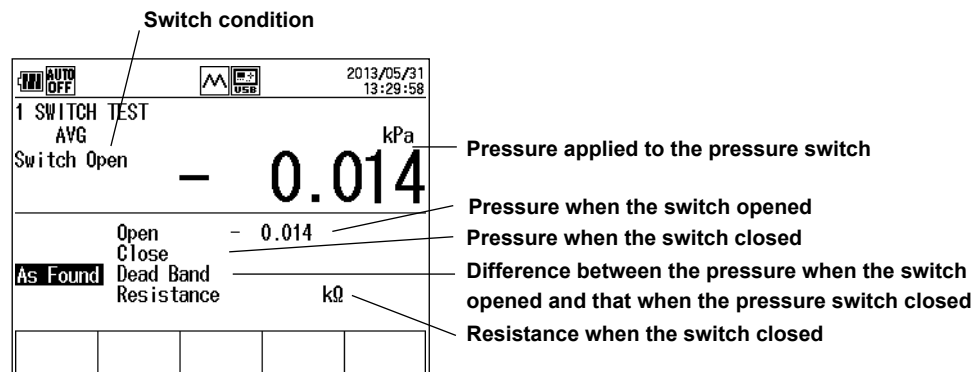 Switch condition
AUTO OFF
USB
2013/05/31
13:29:58
1 SWITCH TEST
AVG
kPa
Switch Open
- 0.014
Pressure applied to the pressure switch
Open - 0.014
Pressure when the switch opened
Close
Pressure when the switch closed
As Found
Dead Band
Difference between the pressure when the switch
opened and that when the pressure switch closed
Resistance kΩ
Resistance when the switch closed